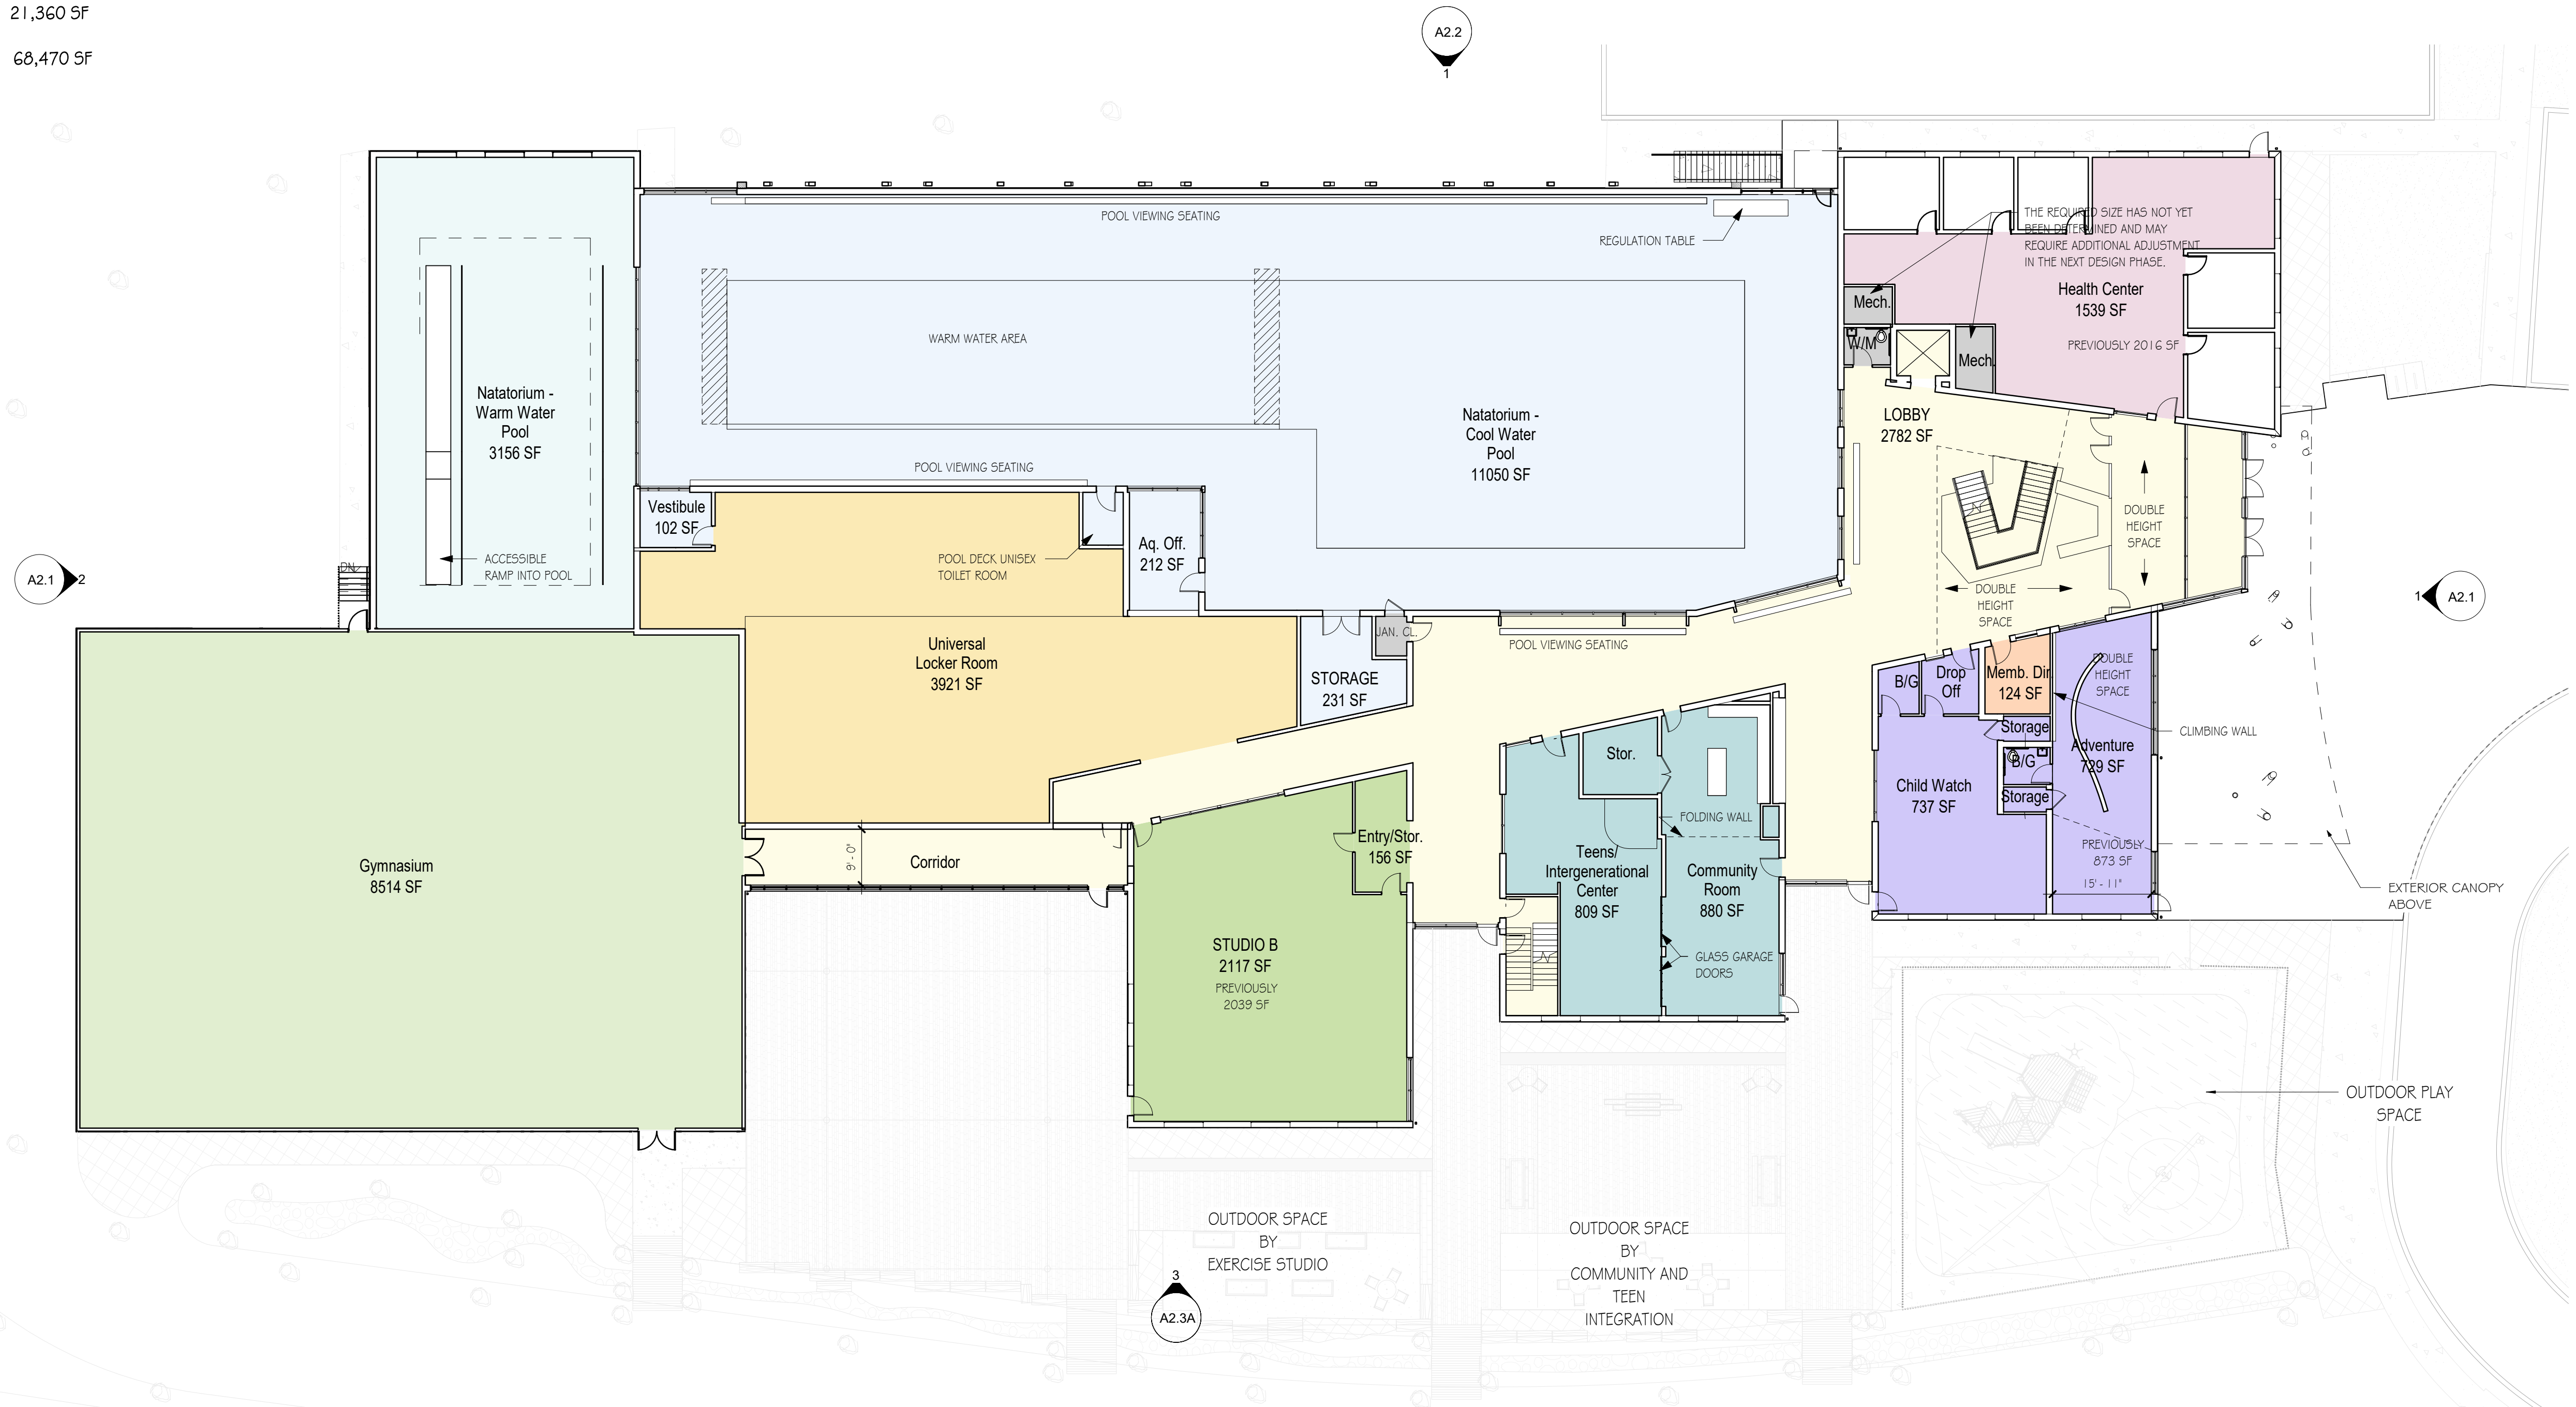 21,360 SF
68,470 SF
A2.2
1
POOL VIEWING SEATING
REGULATION TABLE
THE REQUIRED SIZE HAS NOT YET
BEEN DETERMINED AND MAY
REQUIRE ADDITIONAL ADJUSTMENT
IN THE NEXT DESIGN PHASE.
Health Center
1539 SF
PREVIOUSLY 2016 SF
Mech.
W/M
Mech.
WARM WATER AREA
Natatorium -
Warm Water
Pool
3156 SF
Natatorium -
Cool Water
Pool
11050 SF
LOBBY
2782 SF
POOL VIEWING SEATING
Vestibule
102 SF
ACCESSIBLE
RAMP INTO POOL
POOL DECK UNISEX
TOILET ROOM
Aq. Off.
212 SF
DOUBLE
HEIGHT
SPACE
DOUBLE
HEIGHT
SPACE
DN
A2.1
2
1
A2.1
JAN. CL.
POOL VIEWING SEATING
Universal
Locker Room
3921 SF
STORAGE
231 SF
B/G
Drop
Off
Memb. Dir.
124 SF
DOUBLE
HEIGHT
SPACE
Storage
CLIMBING WALL
Adventure
729 SF
B/G
Stor.
Child Watch
737 SF
Storage
FOLDING WALL
Entry/Stor.
156 SF
PREVIOUSLY
873 SF
15' - 11"
Gymnasium
8514 SF
9' - 0"
Corridor
Teens/
Intergenerational
Center
809 SF
Community
Room
880 SF
EXTERIOR CANOPY
ABOVE
STUDIO B
2117 SF
PREVIOUSLY
2039 SF
GLASS GARAGE
DOORS
OUTDOOR PLAY
SPACE
OUTDOOR SPACE
BY
EXERCISE STUDIO
OUTDOOR SPACE
BY
COMMUNITY AND
TEEN
INTEGRATION
3
A2.3A